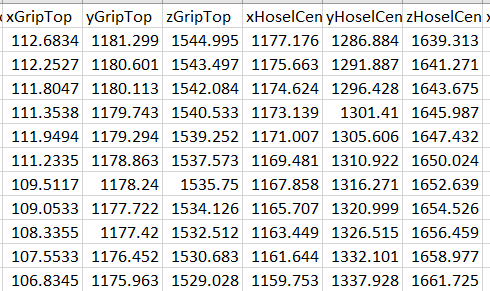 x xGripTop yGripTop zGripTop xHoselCen yHoselCen zHoselCen x
112.6834 1181.299 1544.995 1177.176 1286.884 1639.313
112.2527 1180.601 1543.497 1175.663 1291.887 1641.271
111.8047 1180.113 1542.084 1174.624 1296.428 1643.675
111.3538 1179.743 1540.533 1173.139 1301.41 1645.987
111.9494 1179.294 1539.252 1171.007 1305.606 1647.432
111.2335 1178.863 1537.573 1169.481 1310.922 1650.024
109.5117 1178.24 1535.75 1167.858 1316.271 1652.639
109.0533 1177.722 1534.126 1165.707 1320.999 1654.526
108.3355 1177.42 1532.512 1163.449 1326.515 1656.459
107.5533 1176.452 1530.683 1161.644 1332.101 1658.977
106.8345 1175.963 1529.028 1159.753 1337.928 1661.725